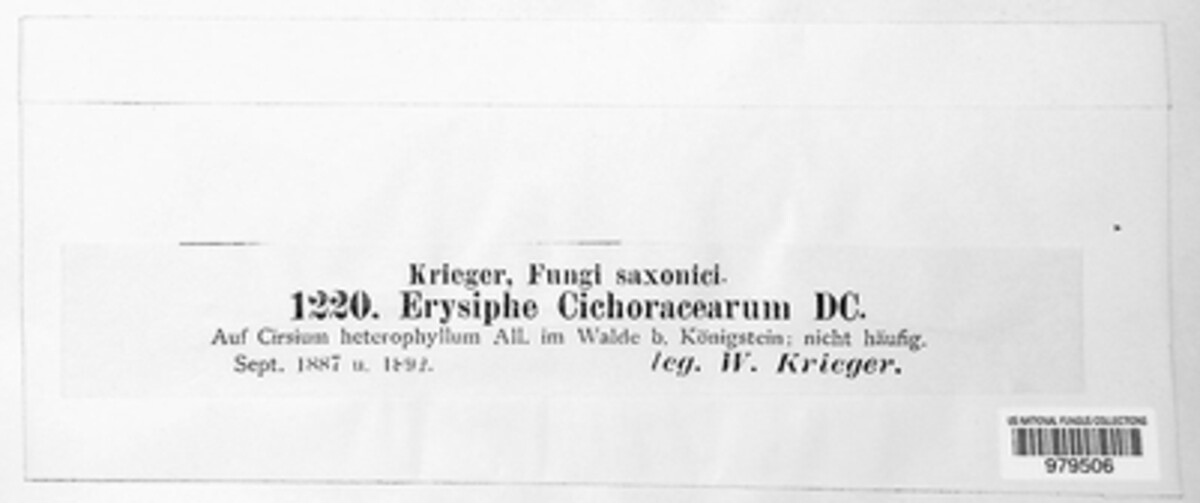 Krieger, Fungi saxonici.
1220. Erysiphe Cichoracearum DC.
Auf Cirsium heterophyllum All. im Walde b. Königstein; nicht häufig.
Sept. 1887 u. leg. W. Krieger.
US NATIONAL FUNGUS COLLECTIONS
979506